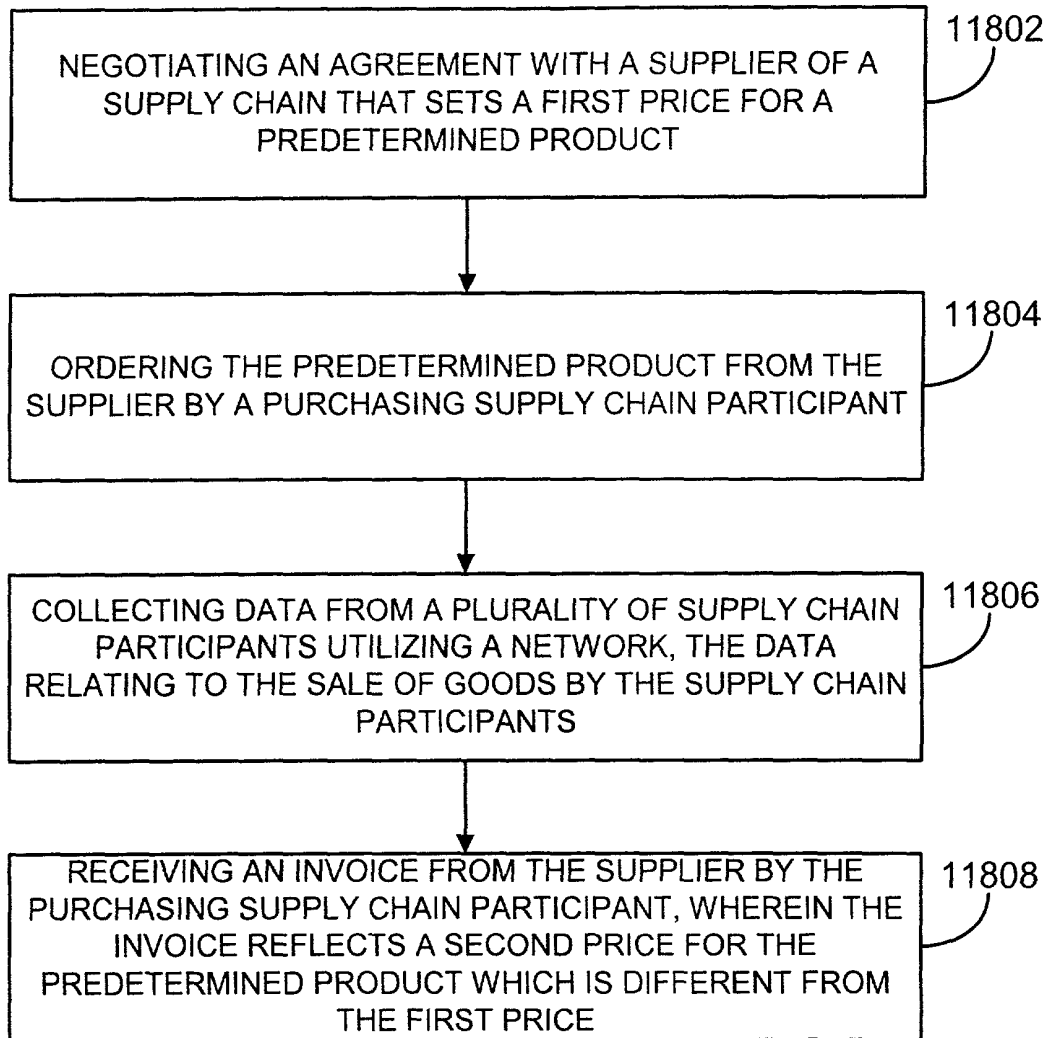 11802
NEGOTIATING AN AGREEMENT WITH A SUPPLIER OF A
SUPPLY CHAIN THAT SETS A FIRST PRICE FOR A
PREDETERMINED PRODUCT
11804
ORDERING THE PREDETERMINED PRODUCT FROM THE
SUPPLIER BY A PURCHASING SUPPLY CHAIN PARTICIPANT
11806
COLLECTING DATA FROM A PLURALITY OF SUPPLY CHAIN
PARTICIPANTS UTILIZING A NETWORK, THE DATA
RELATING TO THE SALE OF GOODS BY THE SUPPLY CHAIN
PARTICIPANTS
11808
RECEIVING AN INVOICE FROM THE SUPPLIER BY THE
PURCHASING SUPPLY CHAIN PARTICIPANT, WHEREIN THE
INVOICE REFLECTS A SECOND PRICE FOR THE
PREDETERMINED PRODUCT WHICH IS DIFFERENT FROM
THE FIRST PRICE